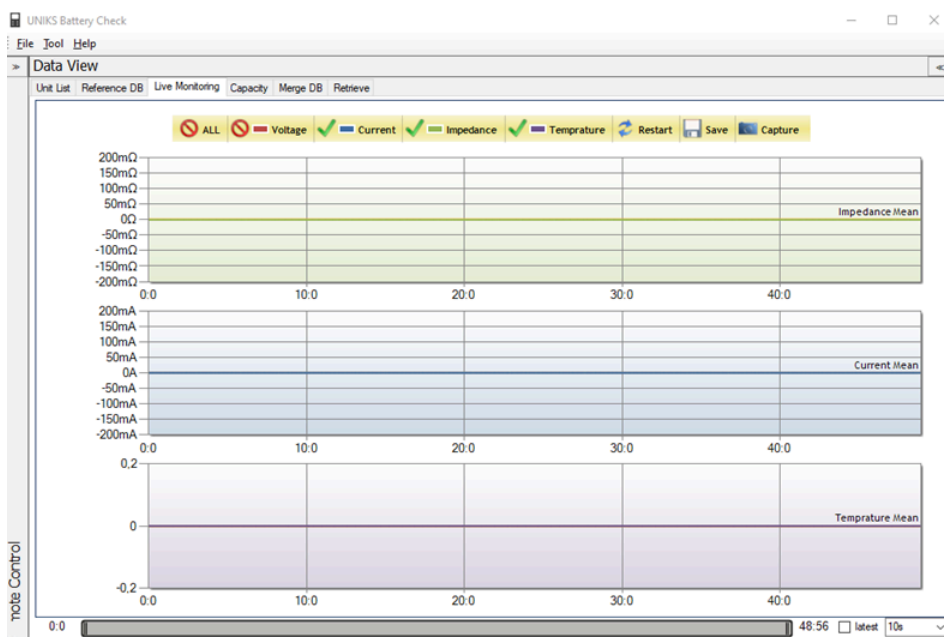 UNIKS Battery Check
File Tool Help
» Data View «
Unit List Reference DB Live Monitoring Capacity Merge DB Retrieve
ALL Voltage Current Impedance Temprature Restart Save Capture
200mΩ
150mΩ
100mΩ
50mΩ
0Ω
-50mΩ
-100mΩ
-150mΩ
-200mΩ
Impedance Mean
0:0 10:0 20:0 30:0 40:0
200mA
150mA
100mA
50mA
0A
-50mA
-100mA
-150mA
-200mA
Current Mean
0:0 10:0 20:0 30:0 40:0
0,2
0
-0,2
Temprature Mean
0:0 10:0 20:0 30:0 40:0
mote Control
0:0 48:56 latest 10s